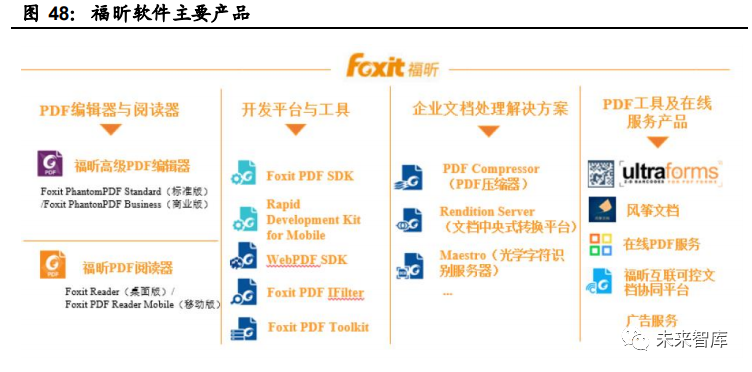 图 48：福昕软件主要产品
Foxit 福昕
PDF编辑器与阅读器
福昕高级PDF编辑器
Foxit PhantomPDF Standard（标准版）
/Foxit PhantonPDF Business（商业版）
福昕PDF阅读器
Foxit Reader（桌面版）/
Foxit PDF Reader Mobile（移动版）
开发平台与工具
Foxit PDF SDK
Rapid
Development Kit
for Mobile
WebPDF SDK
Foxit PDF IFilter
Foxit PDF Toolkit
企业文档处理解决方案
PDF Compressor
（PDF压缩器）
Rendition Server
（文档中央式转换平台）
Maestro（光学字符识
别服务器）
...
PDF工具及在线
服务产品
ultraforms
2-D BARCODES FOR PDF FORMS
风筝文档
在线PDF服务
福昕互联可控文
档协同平台
广告服务
未来智库